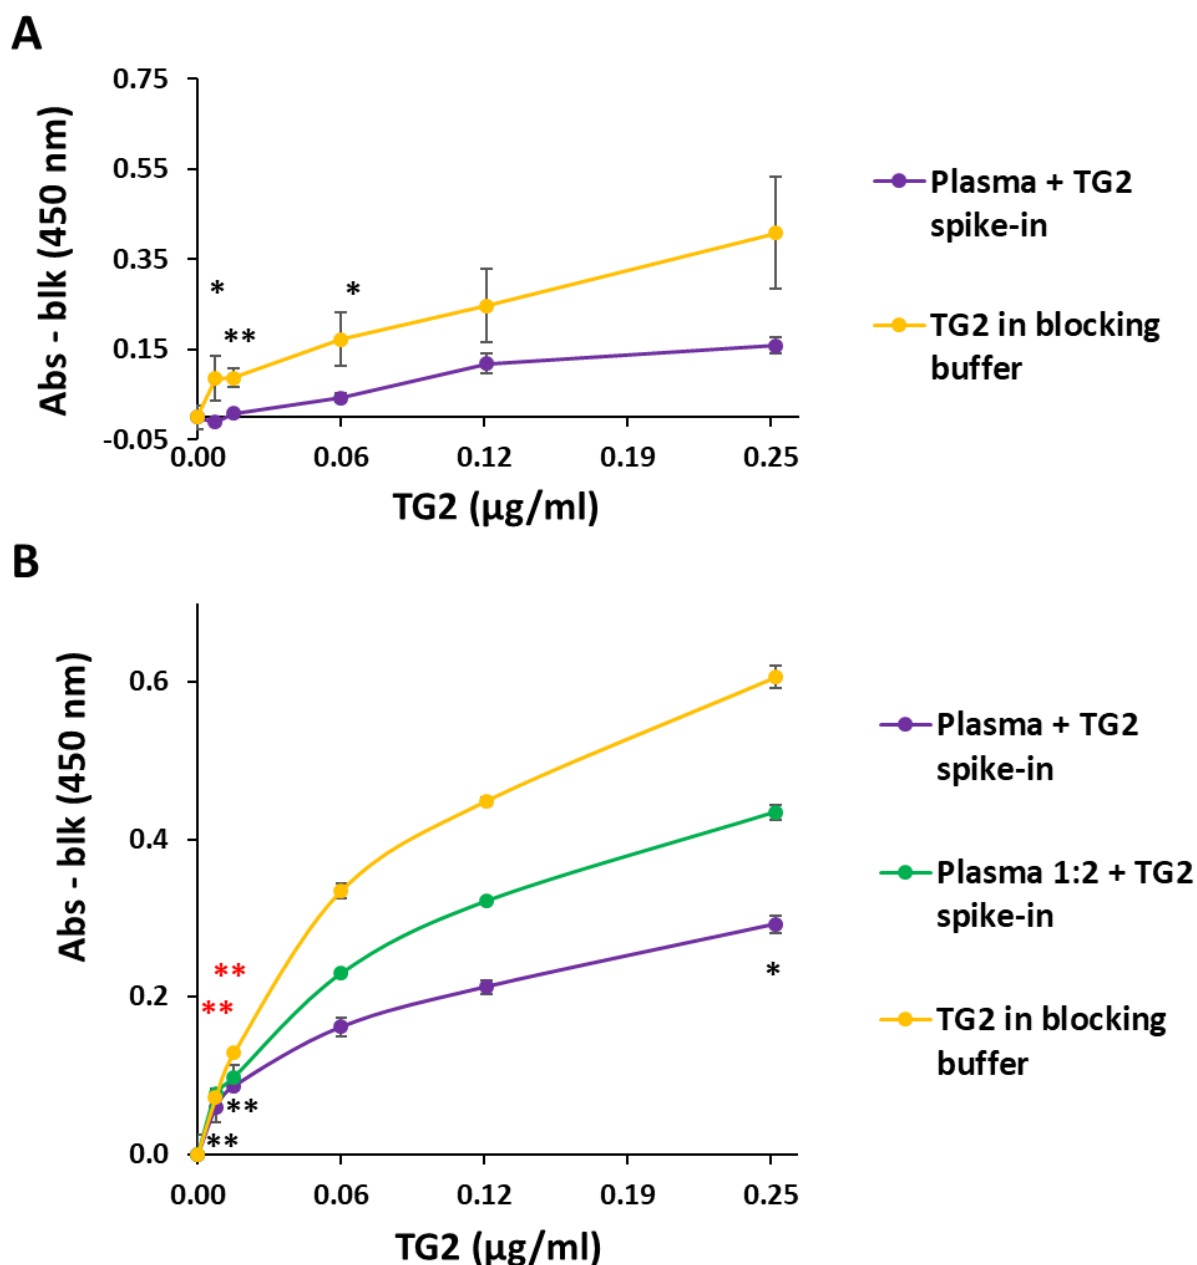 A
Abs - blk (450 nm)
0.75
0.55
0.35
0.15
-0.05
*
**
*
0.00 0.06 0.12 0.19 0.25
TG2 (µg/ml)
Plasma + TG2
spike-in
TG2 in blocking
buffer
B
Abs - blk (450 nm)
0.6
0.4
0.2
0.0
**
**
**
**
*
0.00 0.06 0.12 0.19 0.25
TG2 (µg/ml)
Plasma + TG2
spike-in
Plasma 1:2 + TG2
spike-in
TG2 in blocking
buffer